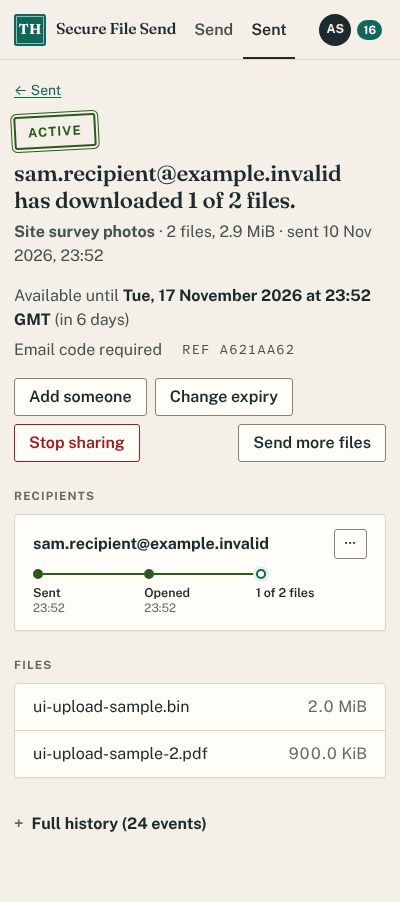 TH Secure File Send Send Sent AS 16
← Sent
ACTIVE
sam.recipient@example.invalid
has downloaded 1 of 2 files.
Site survey photos · 2 files, 2.9 MiB · sent 10 Nov
2026, 23:52
Available until Tue, 17 November 2026 at 23:52
GMT (in 6 days)
Email code required REF A621AA62
Add someone Change expiry
Stop sharing Send more files
RECIPIENTS
sam.recipient@example.invalid ...
Sent Opened 1 of 2 files
23:52 23:52
FILES
ui-upload-sample.bin 2.0 MiB
ui-upload-sample-2.pdf 900.0 KiB
+ Full history (24 events)